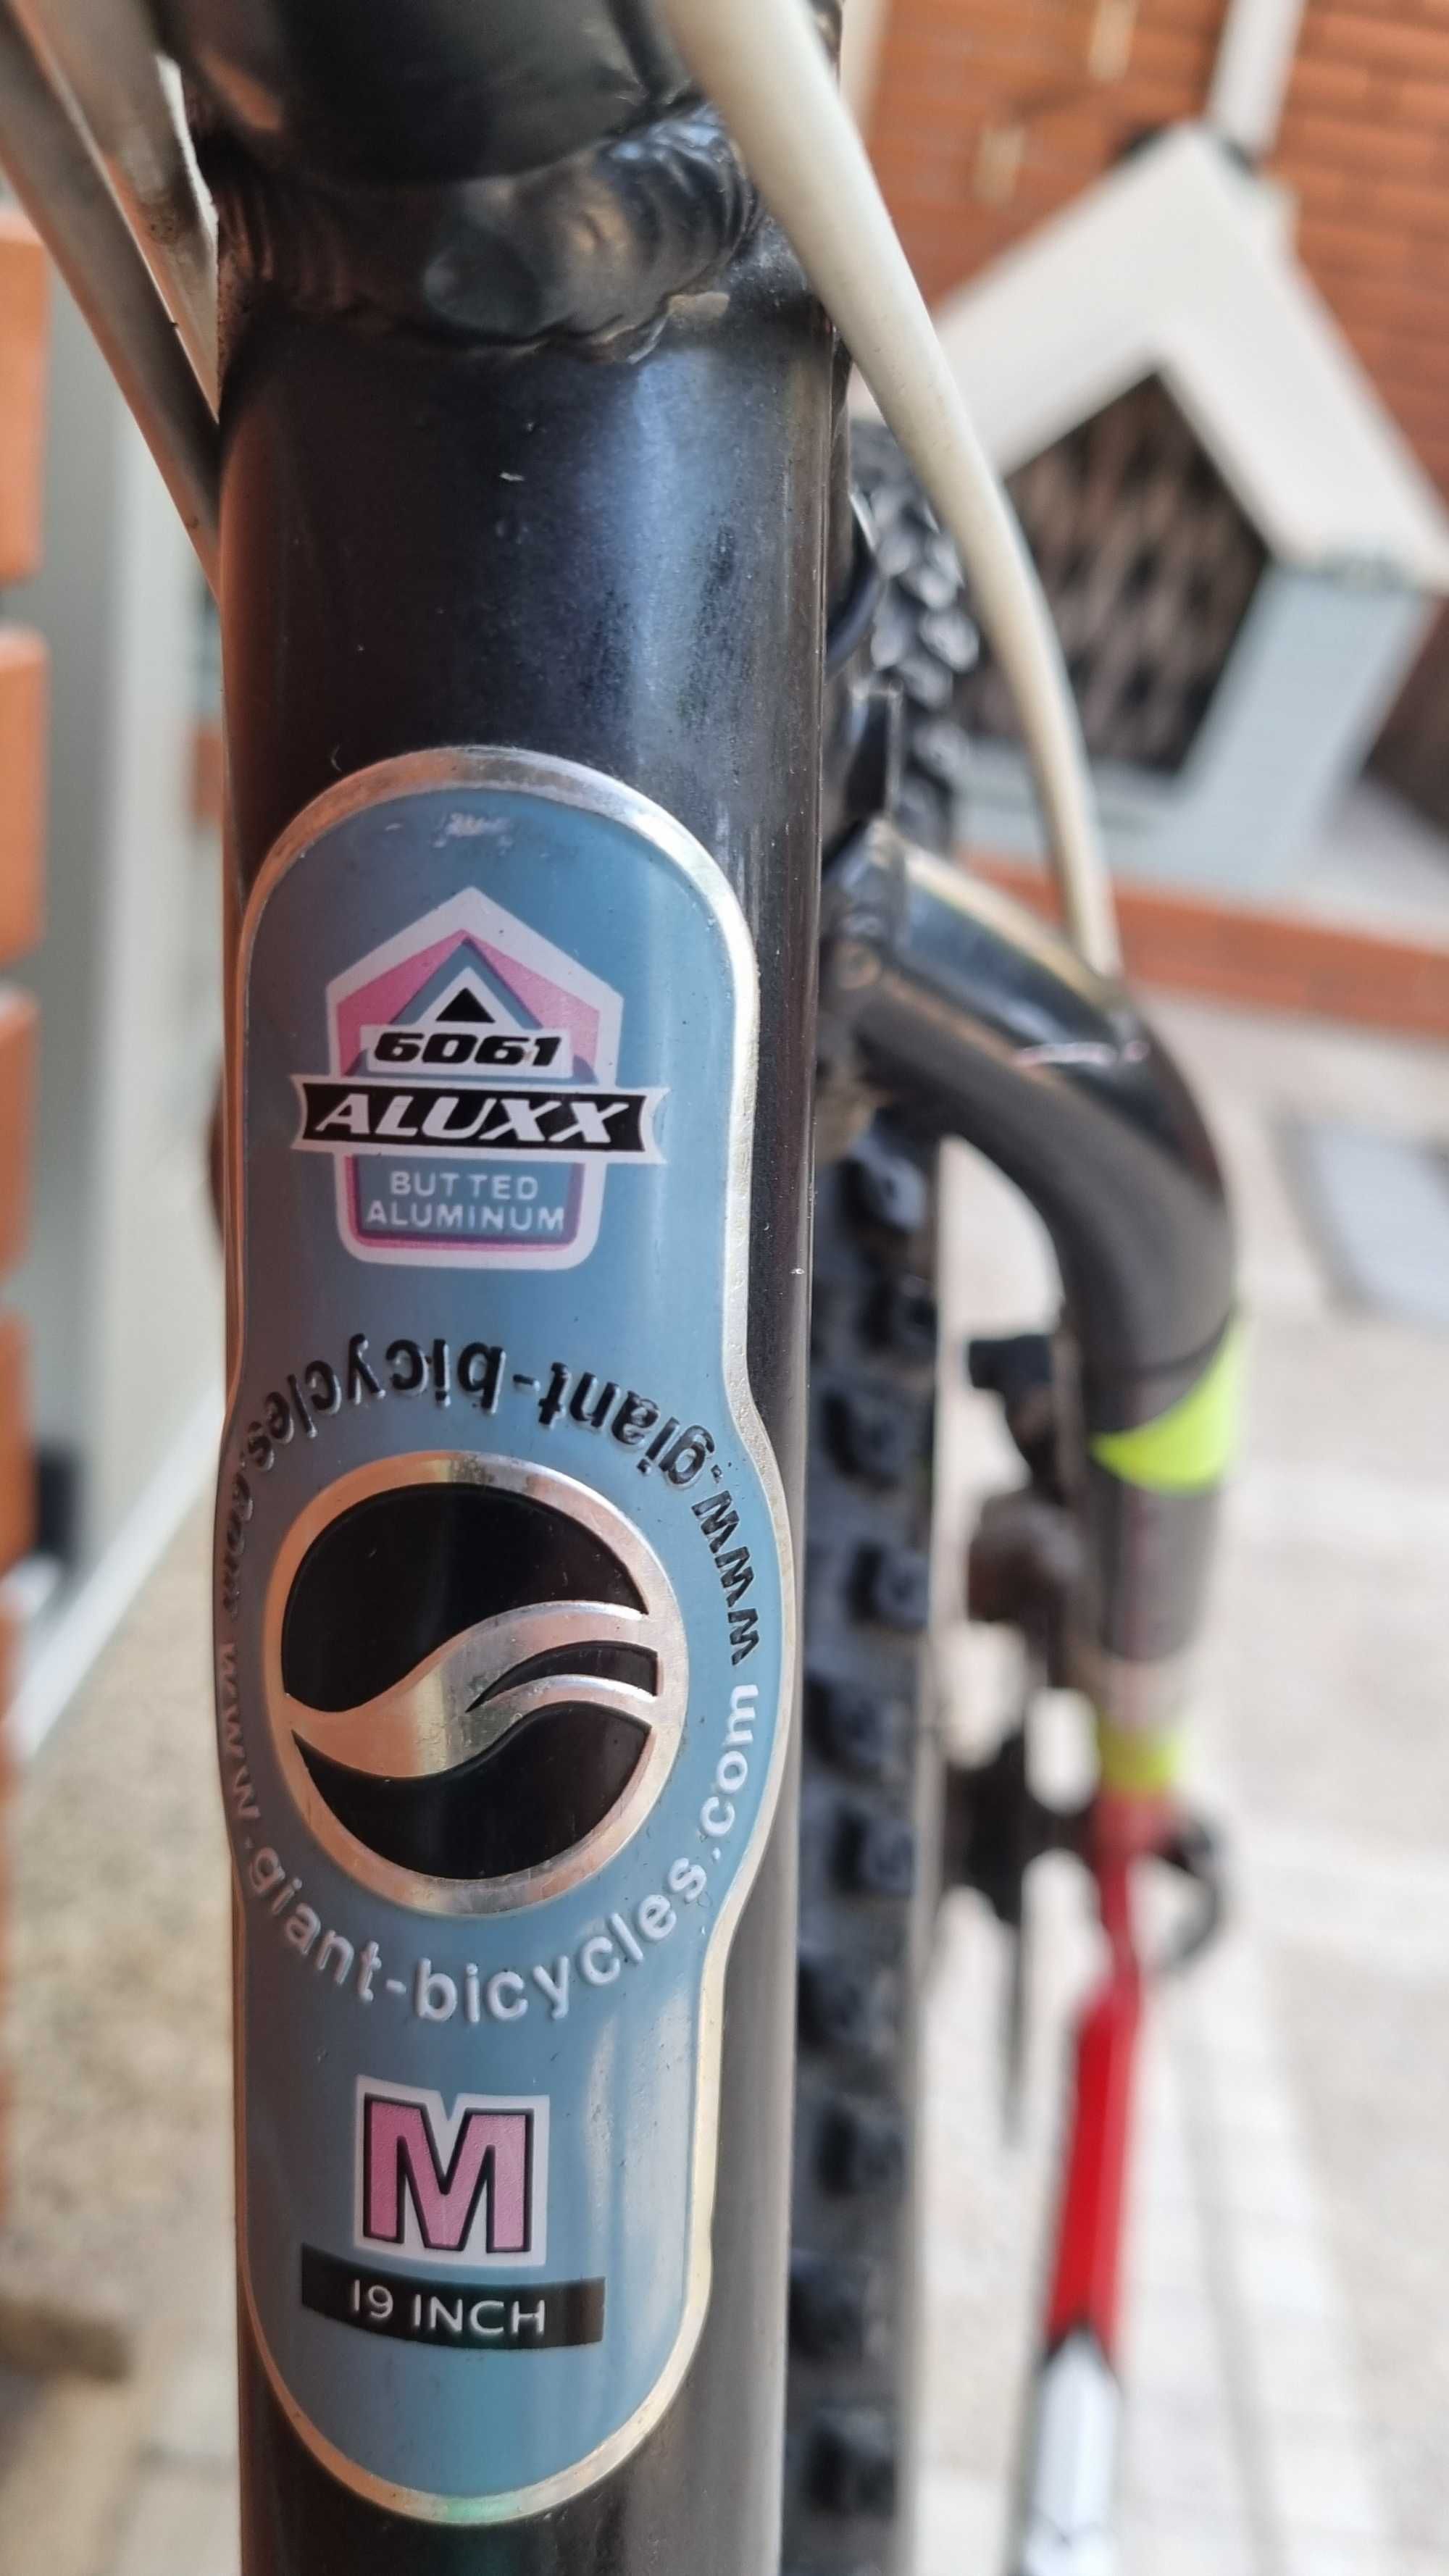 6061
ALUXX
BUTTED
ALUMINUM
www.giant-bicycles.com
www.giant-bicycles.com
M
19 INCH